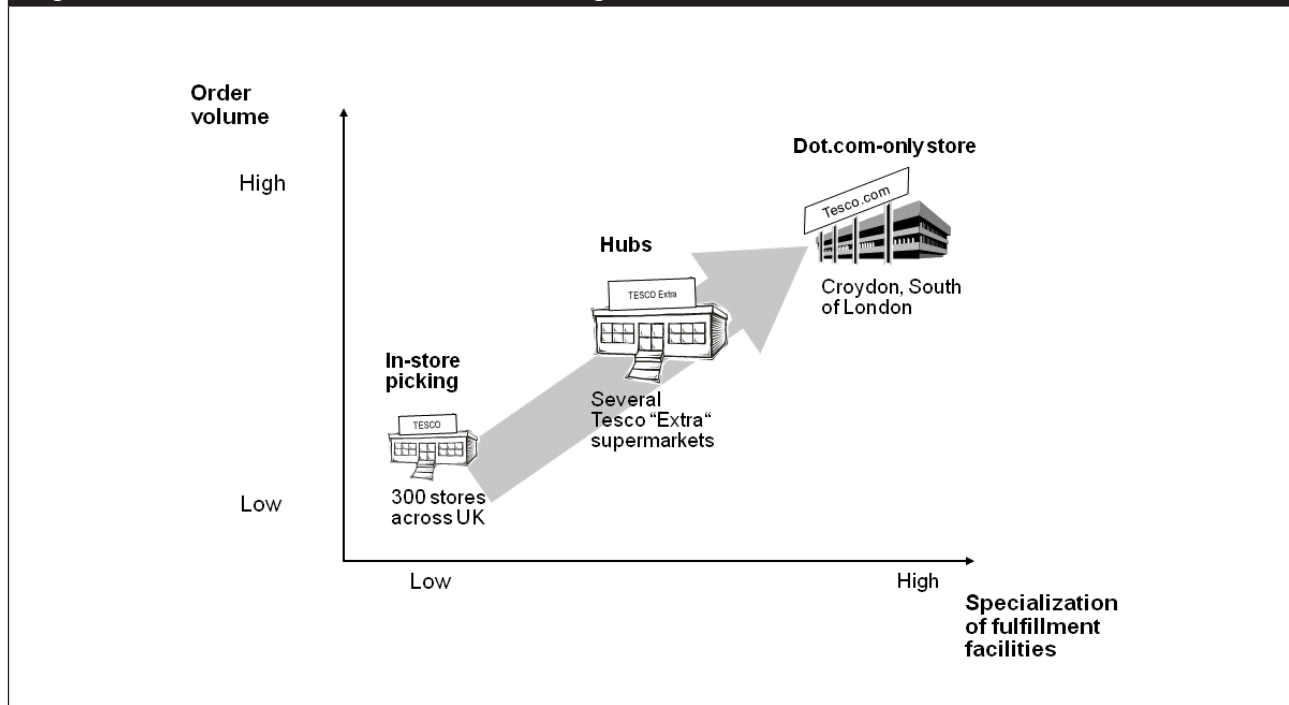 Order
volume
High
Low
Dot.com-only store
Tesco.com
Croydon, South
of London
Hubs
TESCO Extra
Several
Tesco “Extra“
supermarkets
In-store
picking
TESCO
300 stores
across UK
Low
High
Specialization
of fulfillment
facilities